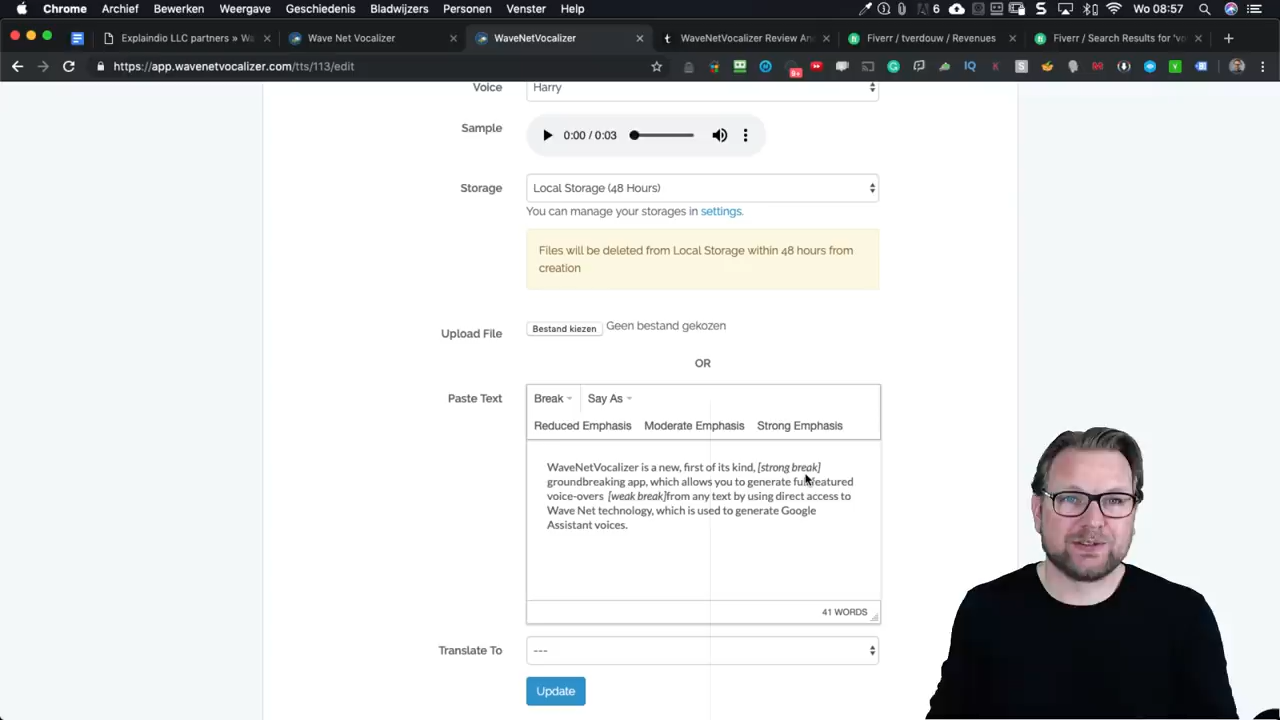 Chrome Archief Bewerken Weergave Geschiedenis Bladwijzers Personen Venster Help 6 Wo 08:57
Explaindio LLC partners » Wa Wave Net Vocalizer WaveNetVocalizer WaveNetVocalizer Review An Fiverr / tverdouw / Revenues Fiverr / Search Results for 'vo
https://app.wavenetvocalizer.com/tts/113/edit
Voice Harry
Sample 0:00 / 0:03
Storage Local Storage (48 Hours)
You can manage your storages in settings.
Files will be deleted from Local Storage within 48 hours from
creation
Upload File Bestand kiezen Geen bestand gekozen
OR
Paste Text Break Say As
Reduced Emphasis Moderate Emphasis Strong Emphasis
WaveNetVocalizer is a new, first of its kind, [strong break]
groundbreaking app, which allows you to generate full featured
voice-overs [weak break]from any text by using direct access to
Wave Net technology, which is used to generate Google
Assistant voices.
41 WORDS
Translate To ---
Update